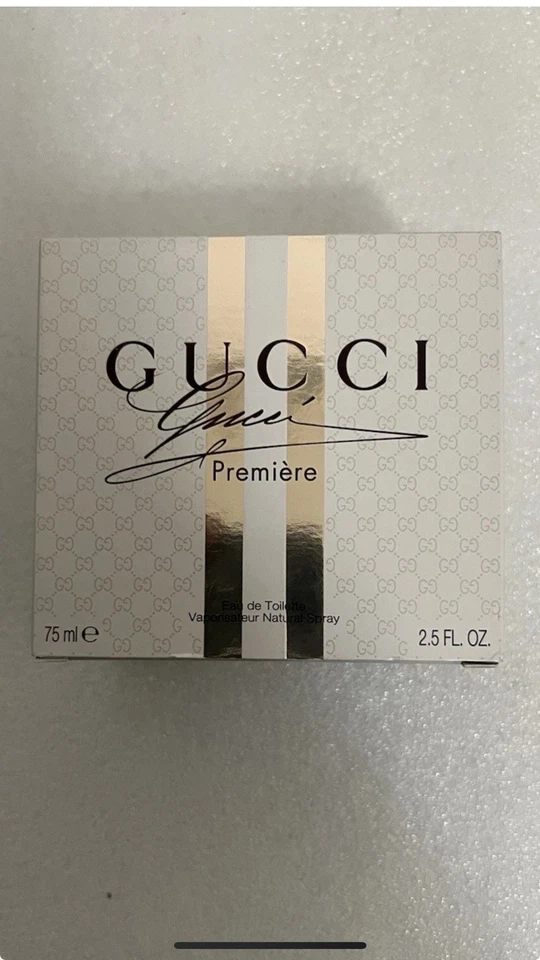 GUCCI
Gucci
Première
Eau de Toilette
Vaporisateur Natural Spray
75 ml ℮
2.5 FL. OZ.